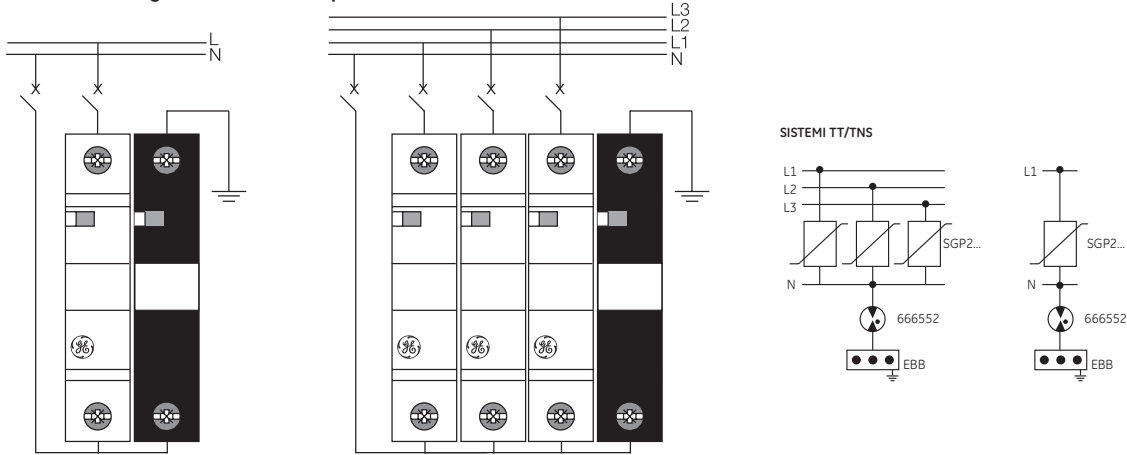 L
N
L3
L2
L1
N
SISTEMI TT/TNS
L1
L2
L3
SGP2...
N
666552
EBB
L1
SGP2...
N
666552
EBB